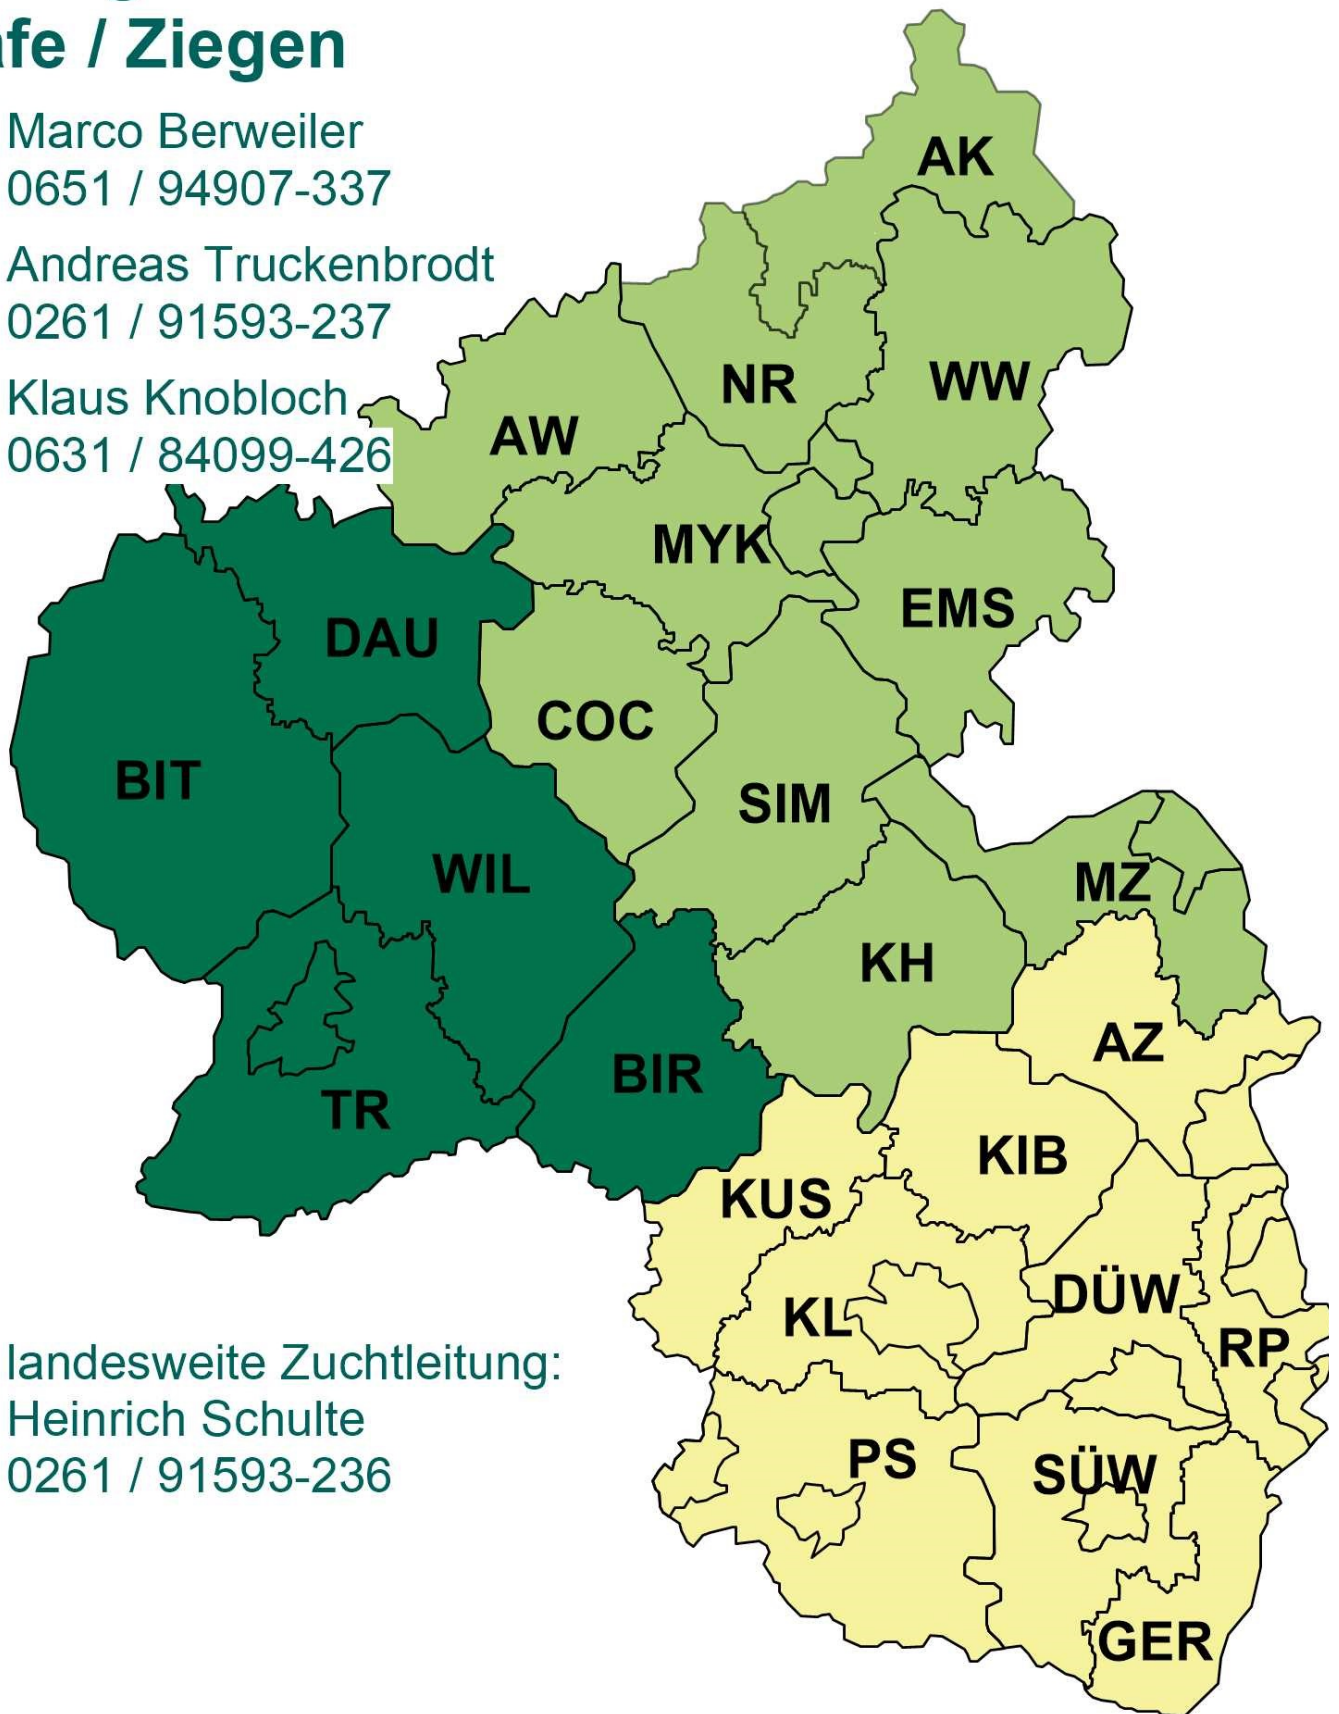 afe / Ziegen
Marco Berweiler
0651 / 94907-337
Andreas Truckenbrodt
0261 / 91593-237
Klaus Knobloch
0631 / 84099-426
AK
NR
WW
AW
MYK
EMS
DAU
COC
BIT
SIM
WIL
MZ
KH
AZ
BIR
TR
KIB
KUS
DÜW
KL
RP
PS
SÜW
GER
landesweite Zuchtleitung:
Heinrich Schulte
0261 / 91593-236